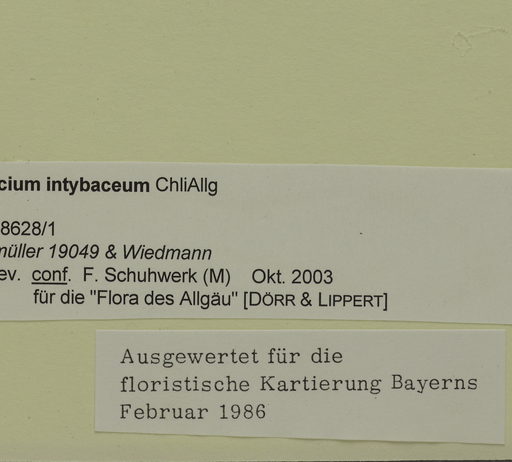 cium intybaceum ChliAllg
8628/1
müller 19049 & Wiedmann
ev. conf. F. Schuhwerk (M) Okt. 2003
für die "Flora des Allgäu" [DÖRR & LIPPERT]
Ausgewertet für die
floristische Kartierung Bayerns
Februar 1986